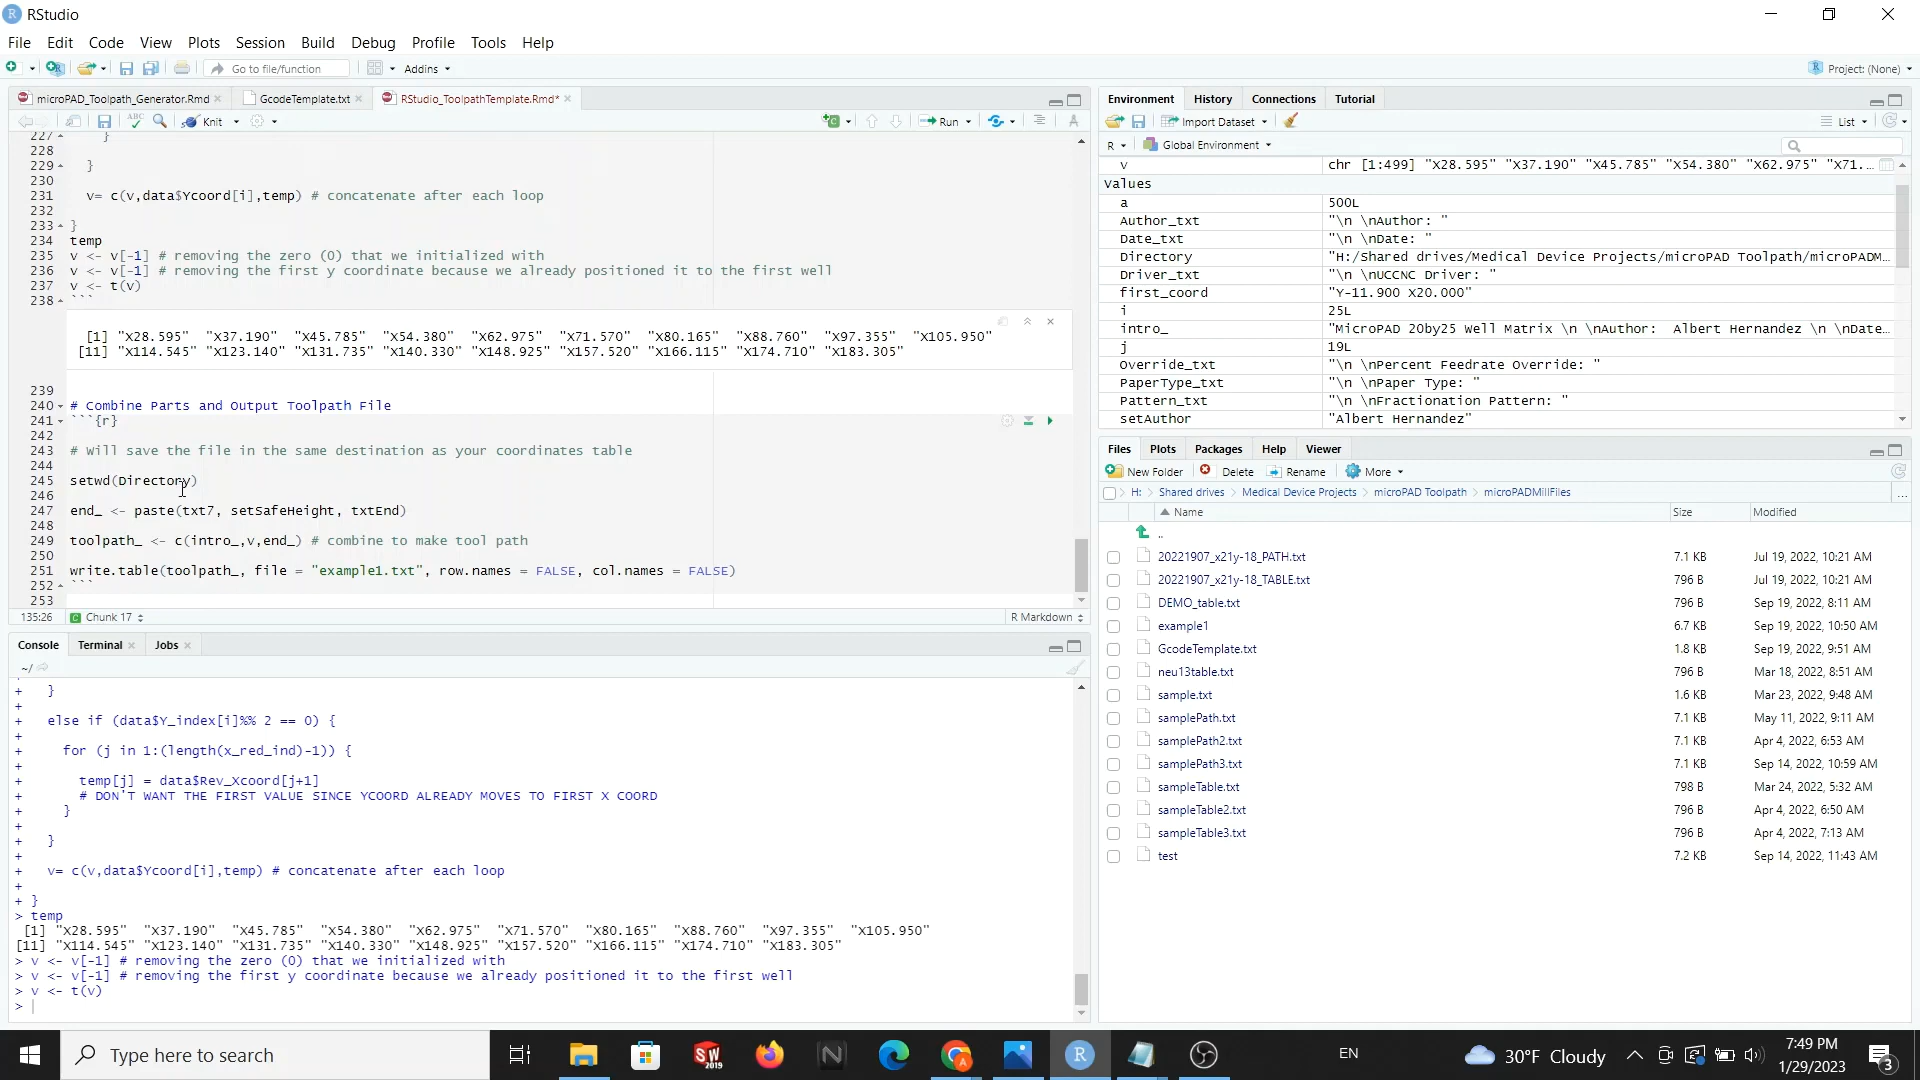 RStudio
File Edit Code View Plots Session Build Debug Profile Tools Help
Go to file/function Addins Project: (None)
microPAD_Toolpath_Generator.Rmd GcodeTemplate.txt RStudio_ToolpathTemplate.Rmd*
Knit Run
227 }
228
229 }
230
231 v= c(v,data$Ycoord[i],temp) # concatenate after each loop
232
233 }
234 temp
235 v <- v[-1] # removing the zero (0) that we initialized with
236 v <- v[-1] # removing the first y coordinate because we already positioned it to the first well
237 v <- t(v)
238 ```
[1] "X28.595" "X37.190" "X45.785" "X54.380" "X62.975" "X71.570" "X80.165" "X88.760" "X97.355" "X105.950"
[11] "X114.545" "X123.140" "X131.735" "X140.330" "X148.925" "X157.520" "X166.115" "X174.710" "X183.305"
239
240 # Combine Parts and Output Toolpath File
241 ```{r}
242
243 # Will save the file in the same destination as your coordinates table
244
245 setwd(Directory)
246
247 end_ <- paste(txt7, setSafeHeight, txtEnd)
248
249 toolpath_ <- c(intro_,v,end_) # combine to make tool path
250
251 write.table(toolpath_, file = "example1.txt", row.names = FALSE, col.names = FALSE)
252 ```
253
135:26 Chunk 17 R Markdown
Console Terminal Jobs
~/
+ }
+
+ else if (data$Y_index[i]%% 2 == 0) {
+
+ for (j in 1:(length(x_red_ind)-1)) {
+
+ temp[j] = data$Rev_Xcoord[j+1]
+ # DON'T WANT THE FIRST VALUE SINCE YCOORD ALREADY MOVES TO FIRST X COORD
+ }
+
+ }
+
+ v= c(v,data$Ycoord[i],temp) # concatenate after each loop
+
+ }
> temp
[1] "X28.595" "X37.190" "X45.785" "X54.380" "X62.975" "X71.570" "X80.165" "X88.760" "X97.355" "X105.950"
[11] "X114.545" "X123.140" "X131.735" "X140.330" "X148.925" "X157.520" "X166.115" "X174.710" "X183.305"
> v <- v[-1] # removing the zero (0) that we initialized with
> v <- v[-1] # removing the first y coordinate because we already positioned it to the first well
> v <- t(v)
>
Environment History Connections Tutorial
Import Dataset List
R Global Environment
v chr [1:499] "X28.595" "X37.190" "X45.785" "X54.380" "X62.975" "X71....
Values
a 500L
Author_txt "\n \nAuthor: "
Date_txt "\n \nDate: "
Directory "H:/Shared drives/Medical Device Projects/microPAD Toolpath/microPADM...
Driver_txt "\n \nUCCNC Driver: "
first_coord "Y-11.900 X20.000"
i 25L
intro_ "MicroPAD 20by25 Well Matrix \n \nAuthor:  Albert Hernandez \n \nDate...
j 19L
Override_txt "\n \nPercent Feedrate Override: "
PaperType_txt "\n \nPaper Type: "
Pattern_txt "\n \nFractionation Pattern: "
setAuthor "Albert Hernandez"
Files Plots Packages Help Viewer
New Folder Delete Rename More
H: Shared drives Medical Device Projects microPAD Toolpath microPADMillFiles ...
Name Size Modified
..
20221907_x21y-18_PATH.txt 7.1 KB Jul 19, 2022, 10:21 AM
20221907_x21y-18_TABLE.txt 796 B Jul 19, 2022, 10:21 AM
DEMO_table.txt 796 B Sep 19, 2022, 8:11 AM
example1 6.7 KB Sep 19, 2022, 10:50 AM
GcodeTemplate.txt 1.8 KB Sep 19, 2022, 9:51 AM
neu13table.txt 796 B Mar 18, 2022, 8:51 AM
sample.txt 1.6 KB Mar 23, 2022, 9:48 AM
samplePath.txt 7.1 KB May 11, 2022, 9:11 AM
samplePath2.txt 7.1 KB Apr 4, 2022, 6:53 AM
samplePath3.txt 7.1 KB Sep 14, 2022, 10:59 AM
sampleTable.txt 798 B Mar 24, 2022, 5:32 AM
sampleTable2.txt 796 B Apr 4, 2022, 6:50 AM
sampleTable3.txt 796 B Apr 4, 2022, 7:13 AM
test 7.2 KB Sep 14, 2022, 11:43 AM
Type here to search EN 30°F Cloudy 7:49 PM
1/29/2023 3